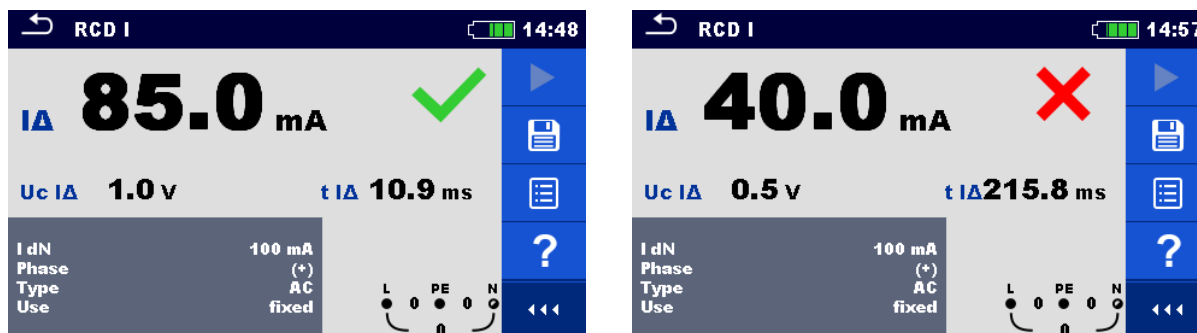 RCD I 14:48
IΔ 85.0 mA
Uc IΔ 1.0 V t IΔ 10.9 ms
I dN 100 mA
Phase (+)
Type AC
Use fixed
L PE N
0 0
0
?
RCD I 14:57
IΔ 40.0 mA
Uc IΔ 0.5 V t IΔ 215.8 ms
I dN 100 mA
Phase (+)
Type AC
Use fixed
L PE N
0 0
0
?